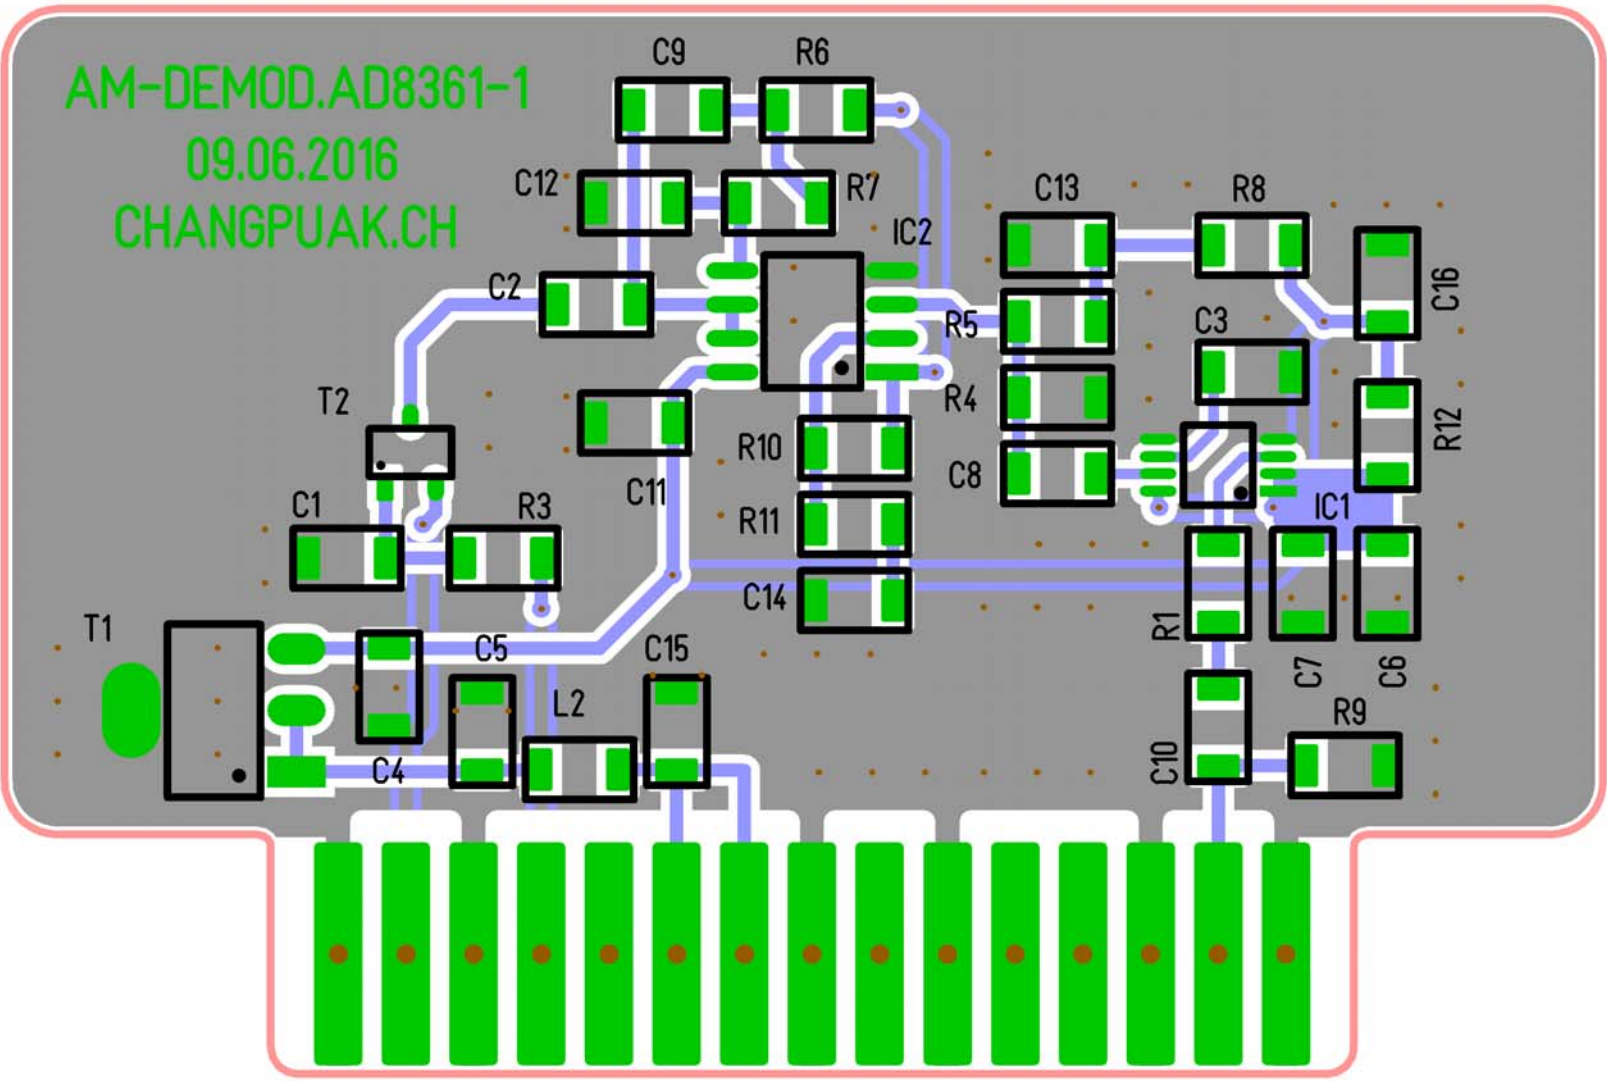 AM-DEMOD.AD8361-1
09.06.2016
CHANGPUAK.CH
C9 R6
C12 R7
C13 R8
IC2
C2
C16
R5 C3
T2
R4
R12
R10 C8
C11
C1 R3
R11 IC1
C14
T1
C5 C15
R1
C7 C6
L2
R9
C4 C10